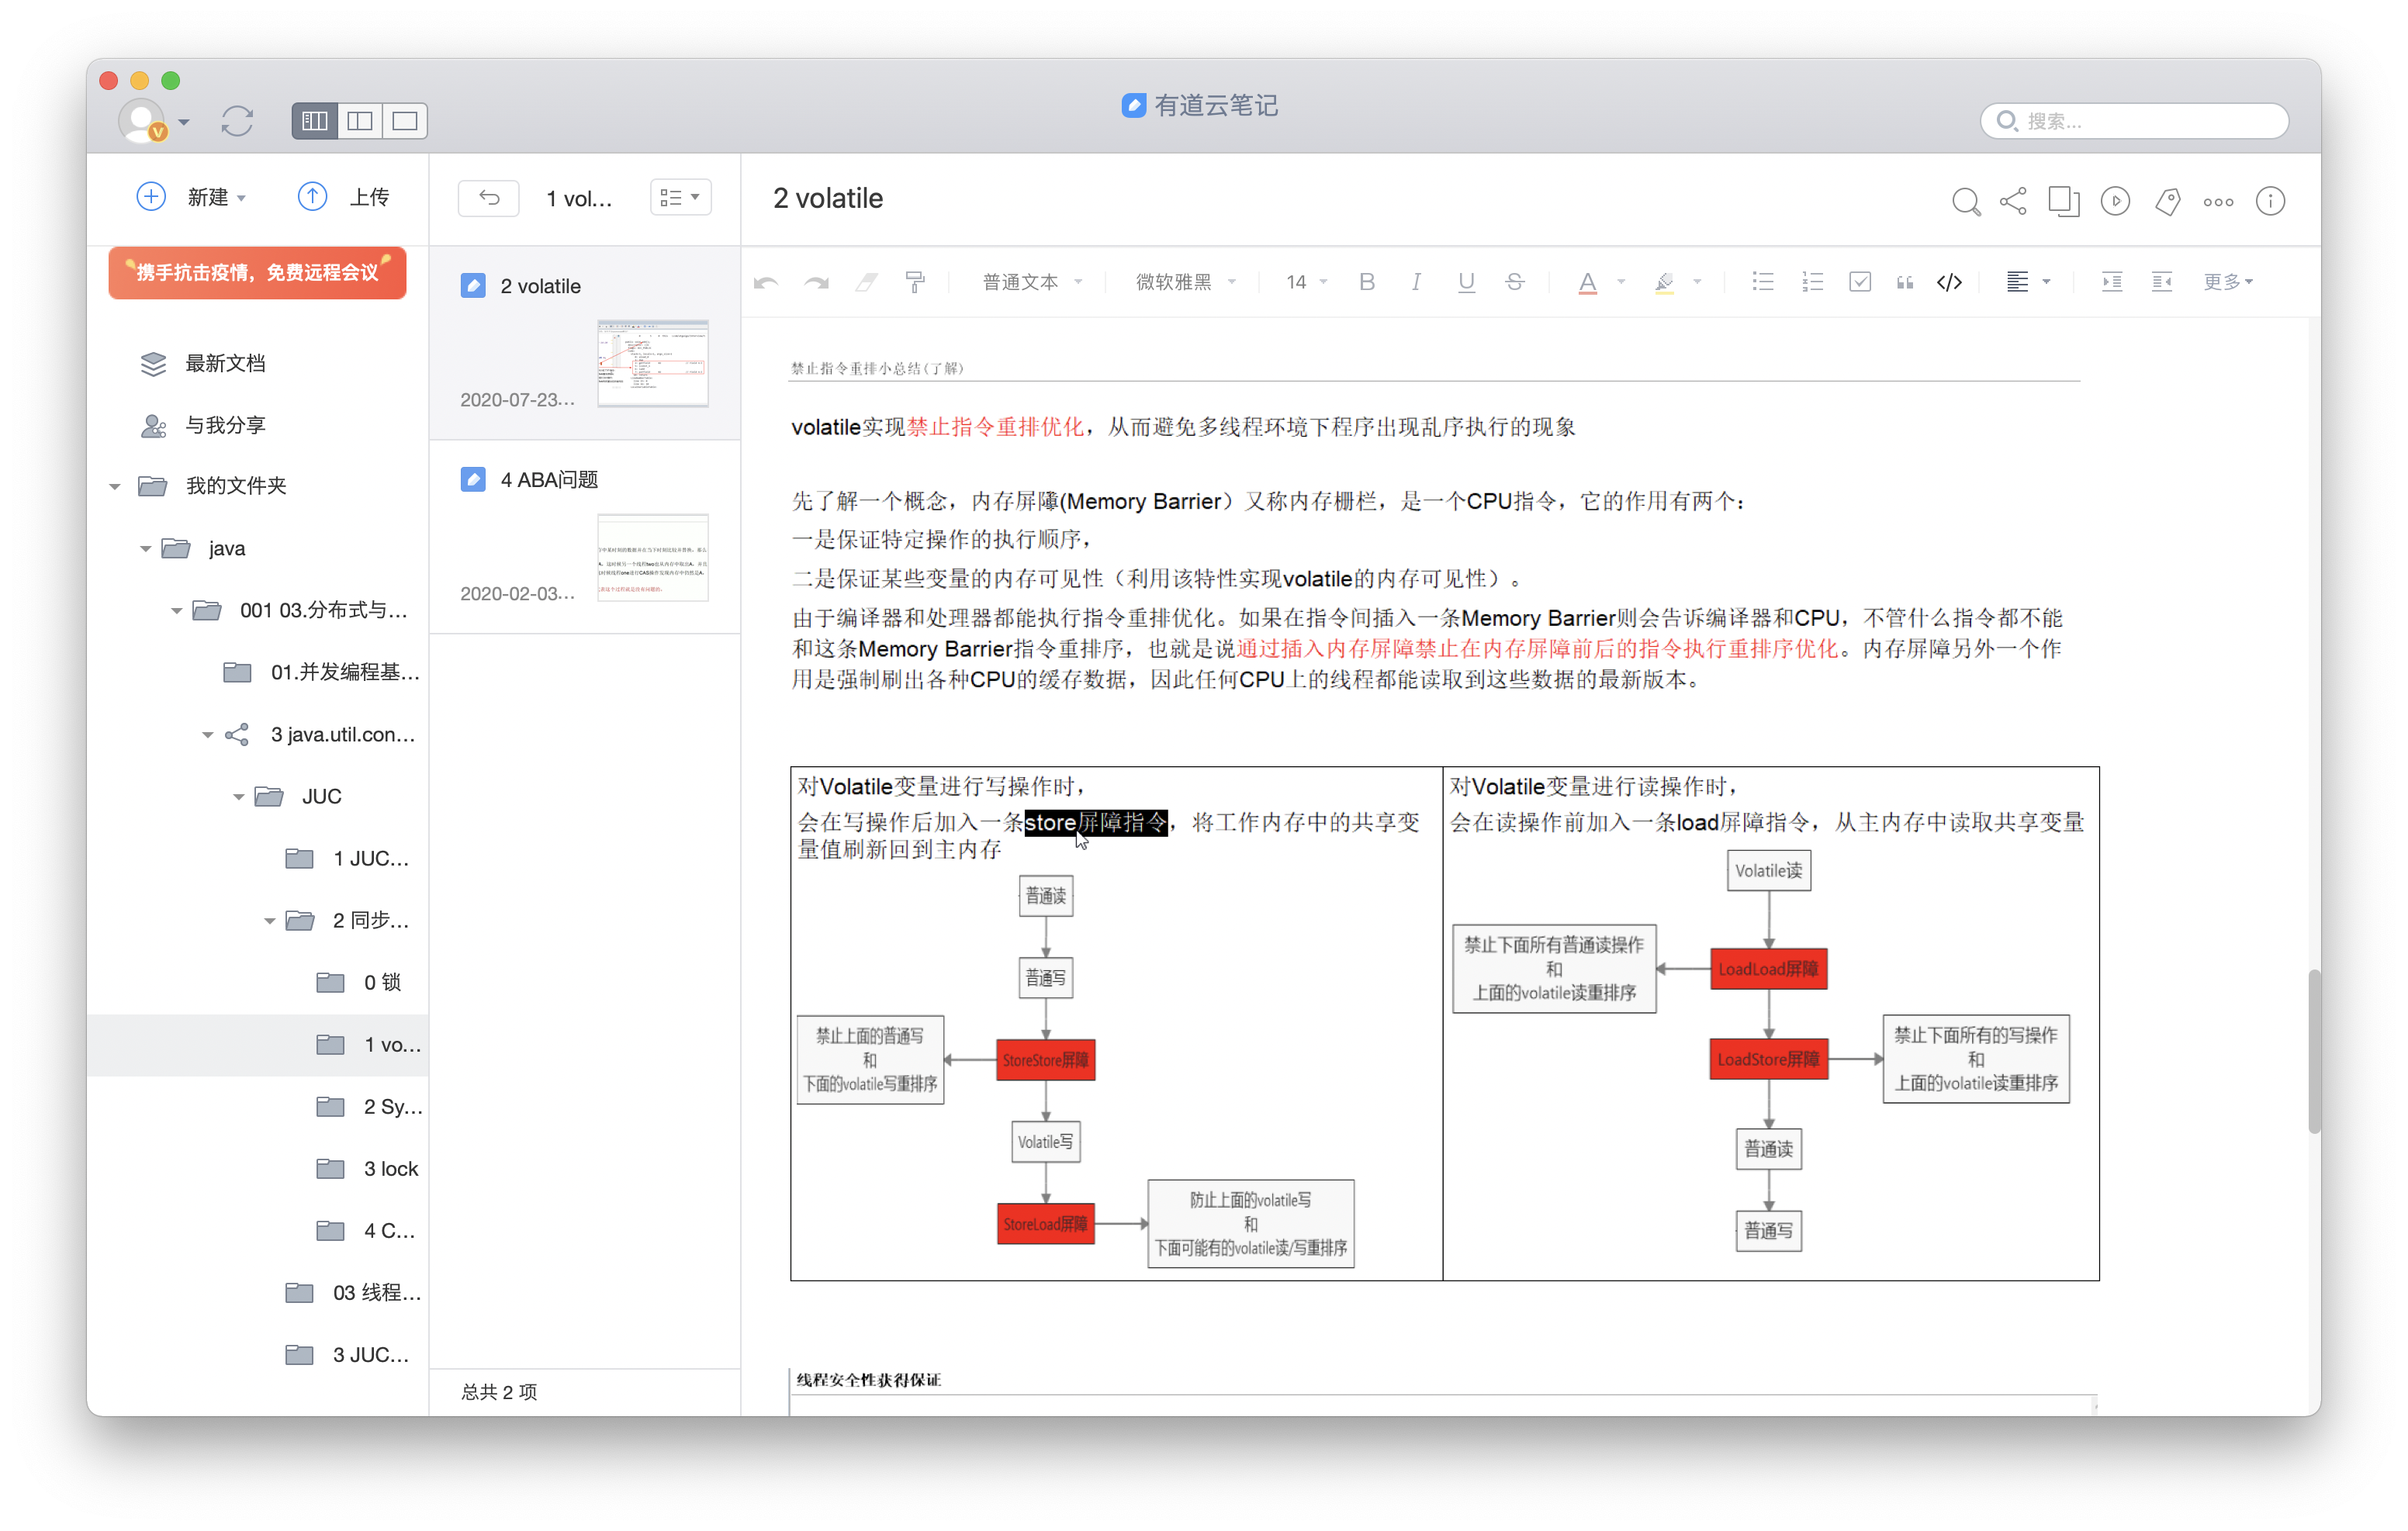 有道云笔记
搜索...
新建
上传
1 vol...
2 volatile
携手抗击疫情，免费远程会议
最新文档
与我分享
我的文件夹
java
001 03.分布式与...
01.并发编程基...
3 java.util.con...
JUC
1 JUC...
2 同步...
0 锁
1 vo...
2 Sy...
3 lock
4 C...
03 线程...
3 JUC...
2 volatile
2020-07-23...
4 ABA问题
2020-02-03...
总共 2 项
普通文本
微软雅黑
14
B
I
U
S
A
更多
禁止指令重排小总结(了解)
volatile实现禁止指令重排优化，从而避免多线程环境下程序出现乱序执行的现象
先了解一个概念，内存屏障(Memory Barrier）又称内存栅栏，是一个CPU指令，它的作用有两个：
一是保证特定操作的执行顺序，
二是保证某些变量的内存可见性（利用该特性实现volatile的内存可见性）。
由于编译器和处理器都能执行指令重排优化。如果在指令间插入一条Memory Barrier则会告诉编译器和CPU，不管什么指令都不能
和这条Memory Barrier指令重排序，也就是说通过插入内存屏障禁止在内存屏障前后的指令执行重排序优化。内存屏障另外一个作
用是强制刷出各种CPU的缓存数据，因此任何CPU上的线程都能读取到这些数据的最新版本。
对Volatile变量进行写操作时，
会在写操作后加入一条store屏障指令，将工作内存中的共享变
量值刷新回到主内存
普通读
普通写
禁止上面的普通写
和
下面的volatile写重排序
StoreStore屏障
Volatile写
StoreLoad屏障
防止上面的volatile写
和
下面可能有的volatile读/写重排序
对Volatile变量进行读操作时，
会在读操作前加入一条load屏障指令，从主内存中读取共享变量
Volatile读
禁止下面所有普通读操作
和
上面的volatile读重排序
LoadLoad屏障
LoadStore屏障
禁止下面所有的写操作
和
上面的volatile读重排序
普通读
普通写
线程安全性获得保证